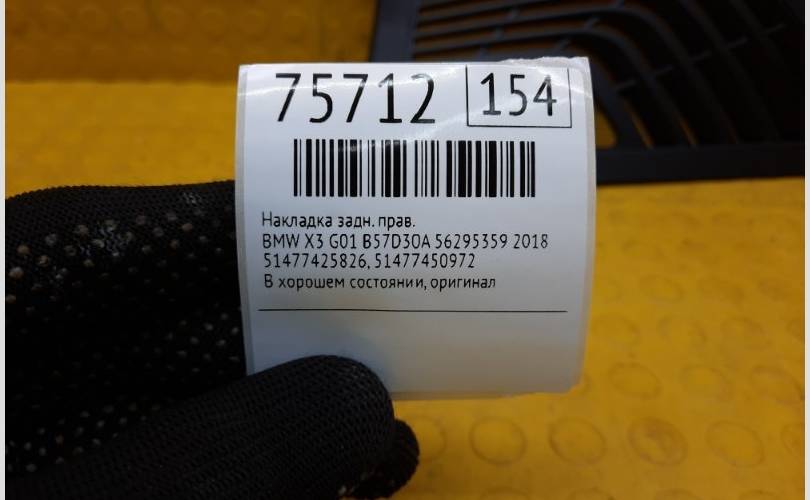 75712 154
Накладка задн. прав.
BMW X3 G01 B57D30A 56295359 2018
51477425826, 51477450972
В хорошем состоянии, оригинал